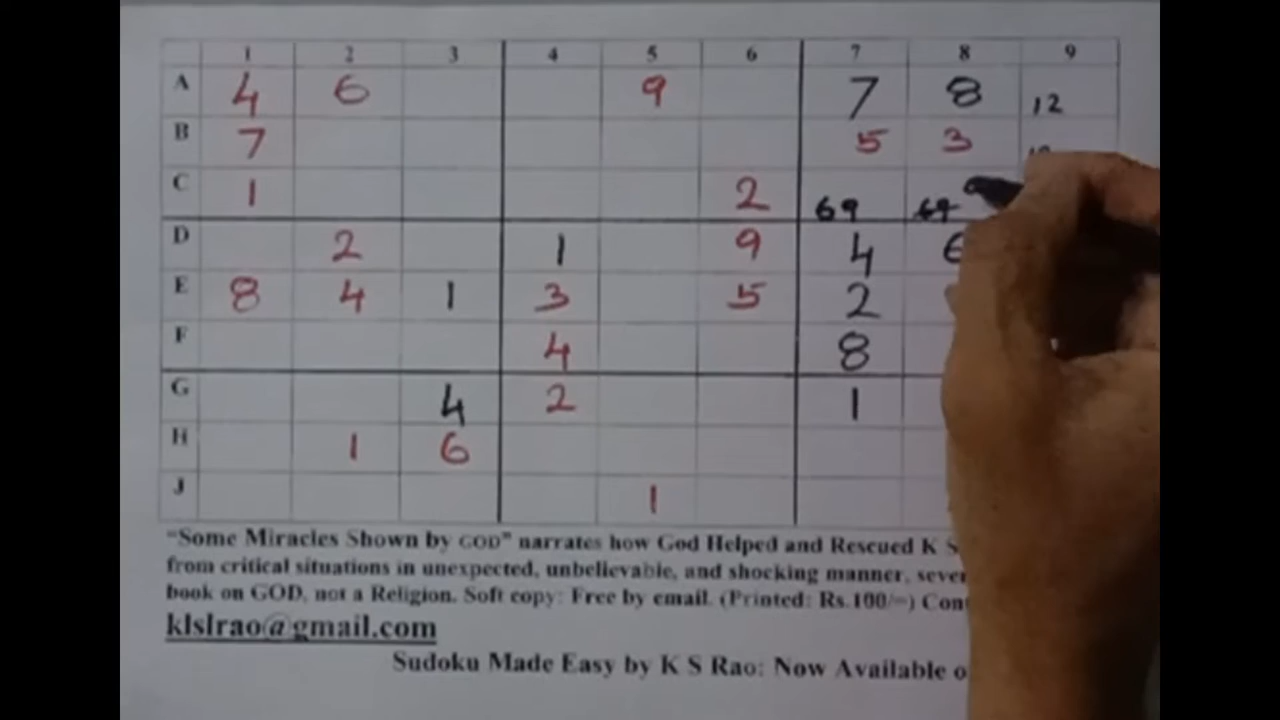 1 2 3 4 5 6 7 8 9
A 4 6 9 7 8 12
B 7 5 3
C 1 2 69 69
D 2 1 9 4
E 8 4 1 3 5 2
F 4 8
G 4 2 1
H 1 6
J 1
"Some Miracles Shown by GOD" narrates how God Helped and Rescued K
from critical situations in unexpected, unbelievable, and shocking manner,
book on GOD, not a Religion. Soft copy: Free by email. (Printed: Rs.100/=)
klslrao@gmail.com
Sudoku Made Easy by K S Rao: Now Available